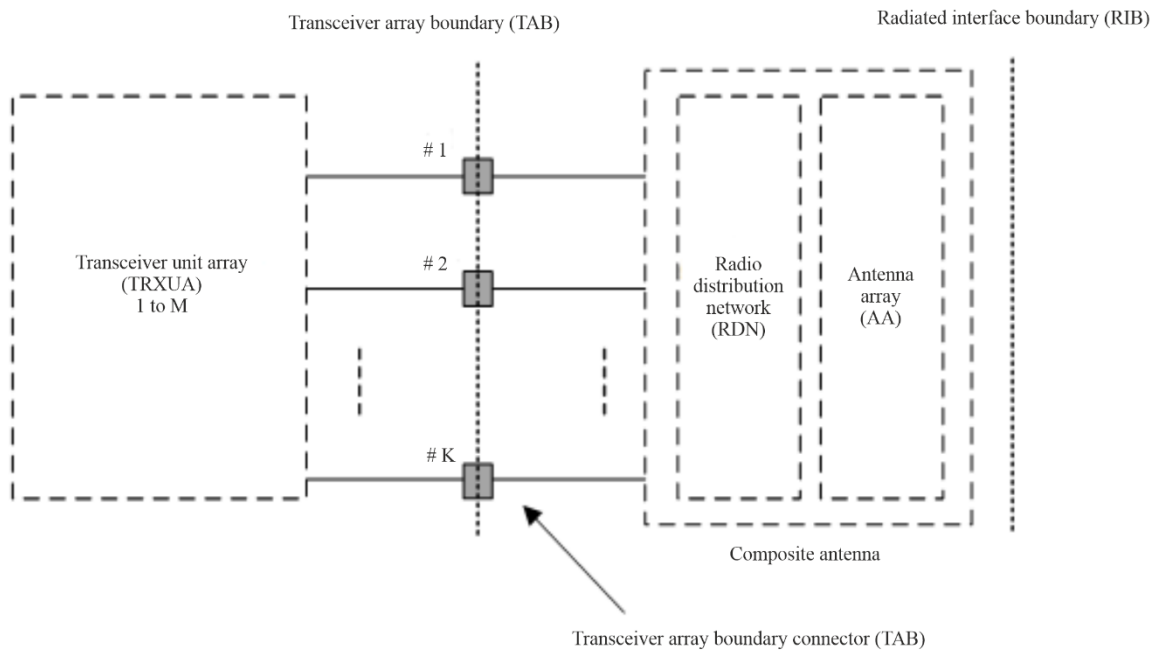 Transceiver array boundary (TAB)
Radiated interface boundary (RIB)
# 1
# 2
# K
Transceiver unit array
(TRXUA)
1 to M
Radio
distribution
network
(RDN)
Antenna
array
(AA)
Composite antenna
Transceiver array boundary connector (TAB)